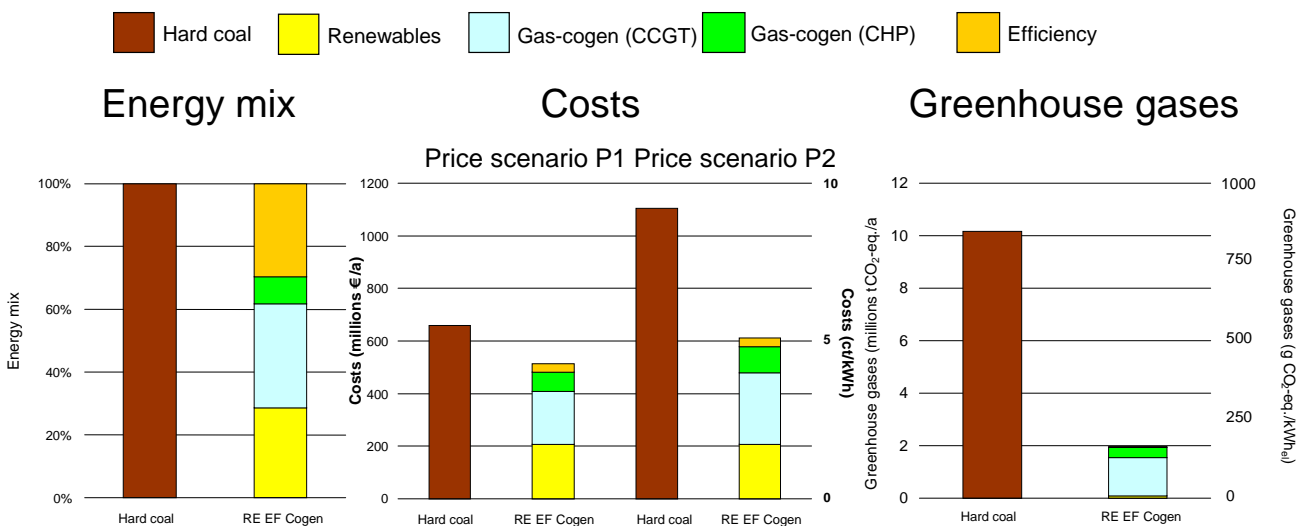 Hard coal
Renewables
Gas-cogen (CCGT)
Gas-cogen (CHP)
Efficiency
Energy mix
Costs
Greenhouse gases
Price scenario P1 Price scenario P2
Energy mix
100%
80%
60%
40%
20%
0%
Hard coal
RE EF Cogen
Costs (millions €/a)
1200
1000
800
600
400
200
0
Hard coal
RE EF Cogen
Hard coal
RE EF Cogen
10
5
0
Costs (ct/kWh)
Greenhouse gases (millions tCO₂-eq./a
12
10
8
6
4
2
0
Hard coal
RE EF Cogen
1000
750
500
250
0
Greenhouse gases (g CO₂-eq./kWhₑₗ)